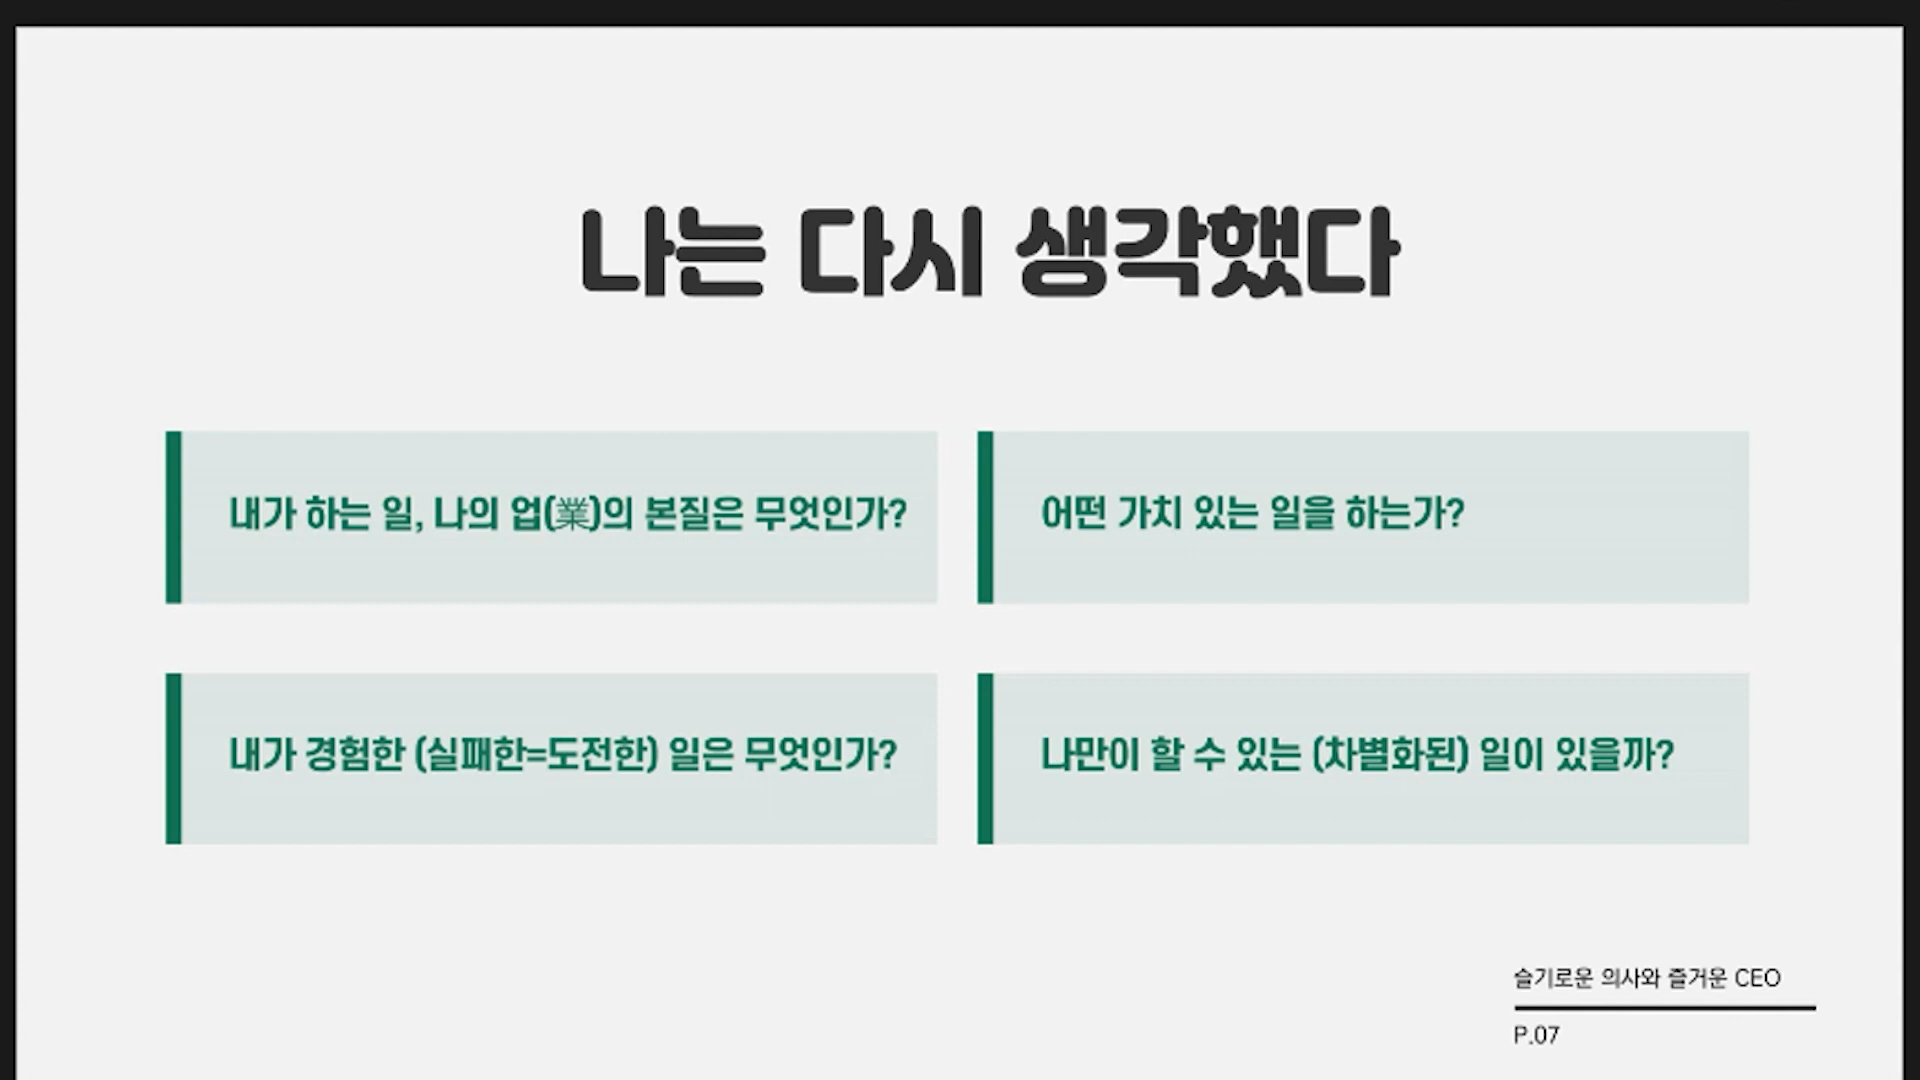 나는 다시 생각했다
내가 하는 일, 나의 업(業)의 본질은 무엇인가?
어떤 가치 있는 일을 하는가?
내가 경험한 (실패한=도전한) 일은 무엇인가?
나만이 할 수 있는 (차별화된) 일이 있을까?
슬기로운 의사와 즐거운 CEO
P.07